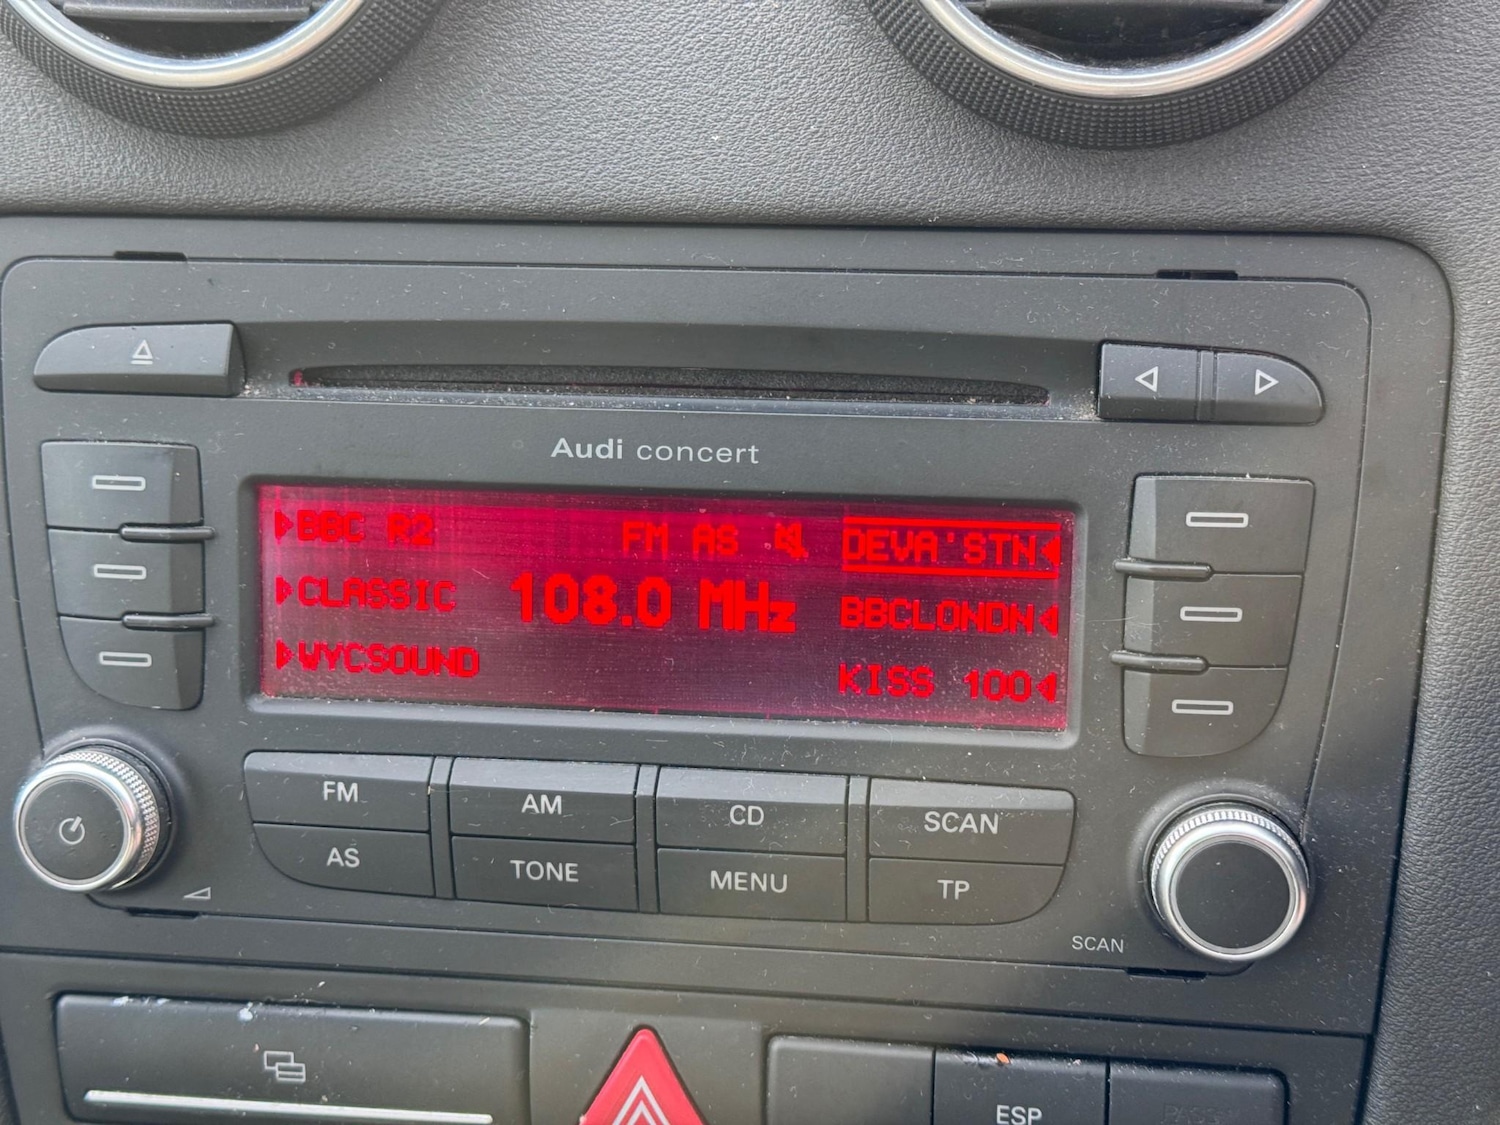 Audi concert
BBC R2
FM AS
DEVA'STN
CLASSIC
108.0 MHz
BBCLONDN
WYCSOUND
KISS 100
FM
AM
CD
SCAN
AS
TONE
MENU
TP
SCAN
ESP